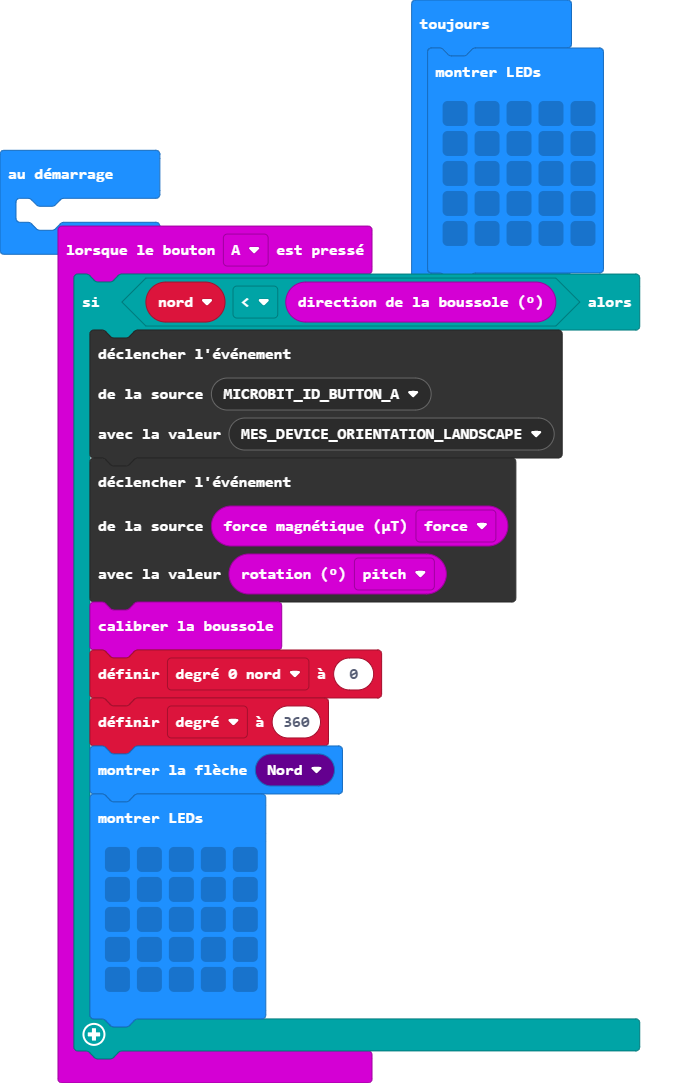 toujours
montrer LEDs
au démarrage
lorsque le bouton A est pressé
si nord < direction de la boussole (º) alors
déclencher l'événement
de la source MICROBIT_ID_BUTTON_A
avec la valeur MES_DEVICE_ORIENTATION_LANDSCAPE
déclencher l'événement
de la source force magnétique (µT) force
avec la valeur rotation (º) pitch
calibrer la boussole
définir degré 0 nord à 0
définir degré à 360
montrer la flèche Nord
montrer LEDs